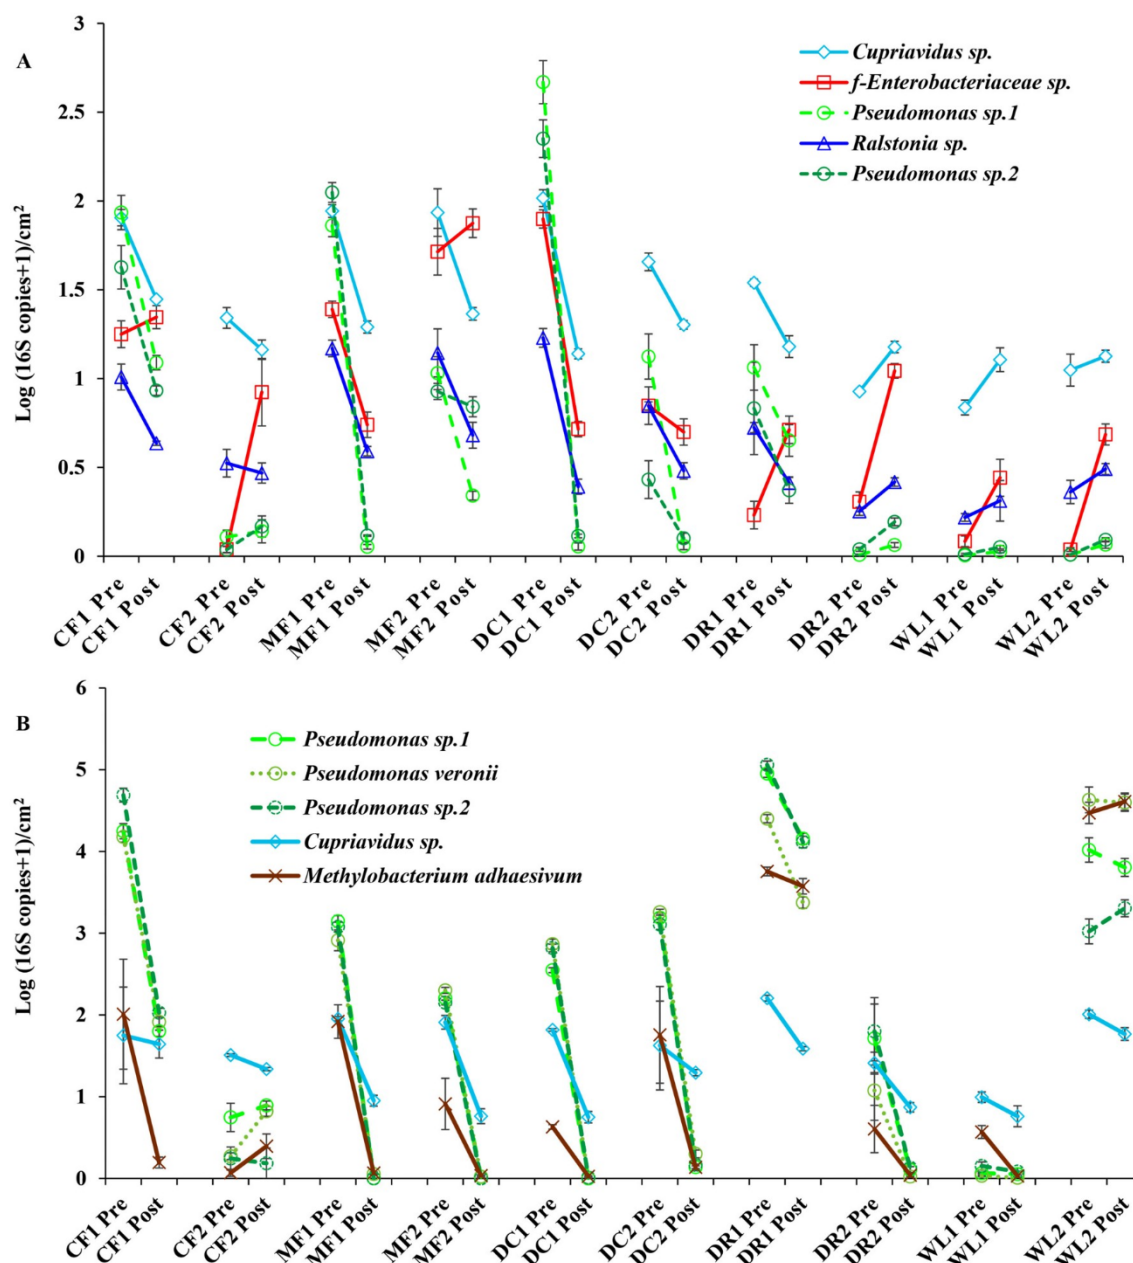 A
Log (16S copies+1)/cm²
3
2.5
2
1.5
1
0.5
0
Cupriavidus sp.
f-Enterobacteriaceae sp.
Pseudomonas sp.1
Ralstonia sp.
Pseudomonas sp.2
CF1 Pre
CF1 Post
CF2 Pre
CF2 Post
MF1 Pre
MF1 Post
MF2 Pre
MF2 Post
DC1 Pre
DC1 Post
DC2 Pre
DC2 Post
DR1 Pre
DR1 Post
DR2 Pre
DR2 Post
WL1 Pre
WL1 Post
WL2 Pre
WL2 Post
B
Log (16S copies+1)/cm²
6
5
4
3
2
1
0
Pseudomonas sp.1
Pseudomonas veronii
Pseudomonas sp.2
Cupriavidus sp.
Methylobacterium adhaesivum
CF1 Pre
CF1 Post
CF2 Pre
CF2 Post
MF1 Pre
MF1 Post
MF2 Pre
MF2 Post
DC1 Pre
DC1 Post
DC2 Pre
DC2 Post
DR1 Pre
DR1 Post
DR2 Pre
DR2 Post
WL1 Pre
WL1 Post
WL2 Pre
WL2 Post